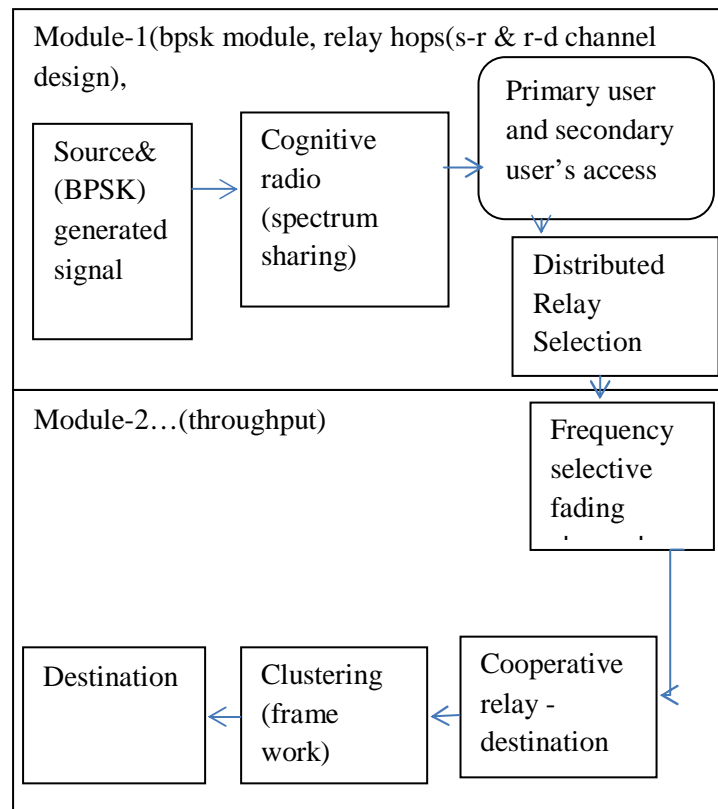 Module-1(bpsk module, relay hops(s-r & r-d channel
design),
Source&
(BPSK)
generated
signal
Cognitive
radio
(spectrum
sharing)
Primary user
and secondary
user’s access
Distributed
Relay
Selection
Module-2…(throughput)
Frequency
selective
fading
Cooperative
relay -
destination
Clustering
(frame
work)
Destination